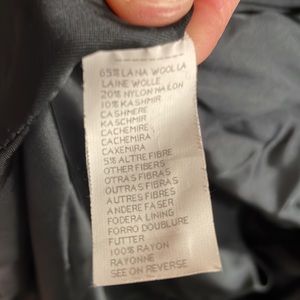 65% LANA WOOL LA
LAINE WOLLE
20% NYLON NAILON
10% KASHMIR
CASHMERE
KASCHMIR
CACHEMIRE
CACHEMIRA
CAXEMIRA
5% ALTRE FIBRE
OTHER FIBERS
OTRAS FIBRAS
OUTRAS FIBRAS
AUTRES FIBRES
ANDERE FASER
FODERA LINING
FORRO DOUBLURE
FUTTER
100% RAYON
RAYONNE
SEE ON REVERSE